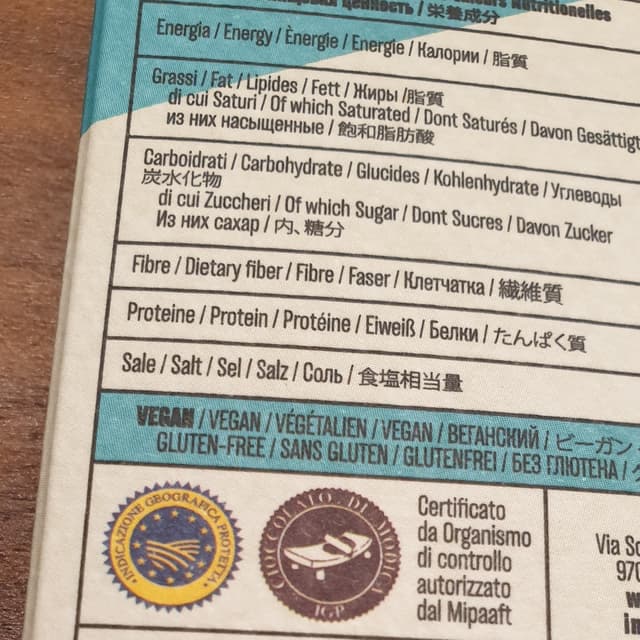 ценность / 栄養成分
Nutritionelles
Energia / Energy / Ènergie / Energie / Калории / 脂質
Grassi / Fat / Lipides / Fett / Жиры /脂質
di cui Saturi / Of which Saturated / Dont Saturés / Davon Gesättigt
из них насыщенные / 飽和脂肪酸
Carboidrati / Carbohydrate / Glucides / Kohlenhydrate / Углеводы
炭水化物
di cui Zuccheri / Of which Sugar / Dont Sucres / Davon Zucker
Из них сахар / 内、糖分
Fibre / Dietary fiber / Fibre / Faser / Клетчатка / 繊維質
Proteine / Protein / Protéine / Eiweiß / Белки / たんぱく質
Sale / Salt / Sel / Salz / Соль / 食塩相当量
VEGAN / VEGAN / VÉGÉTALIEN / VEGAN / ВЕГАНСКИЙ / ビーガン
GLUTEN-FREE / SANS GLUTEN / GLUTENFREI / БЕЗ ГЛЮТЕНА /
INDICAZIONE GEOGRAFICA PROTETTA
CIOCCOLATO DI MODICA
IGP
Certificato
da Organismo
di controllo
autorizzato
dal Mipaaft
Via
970